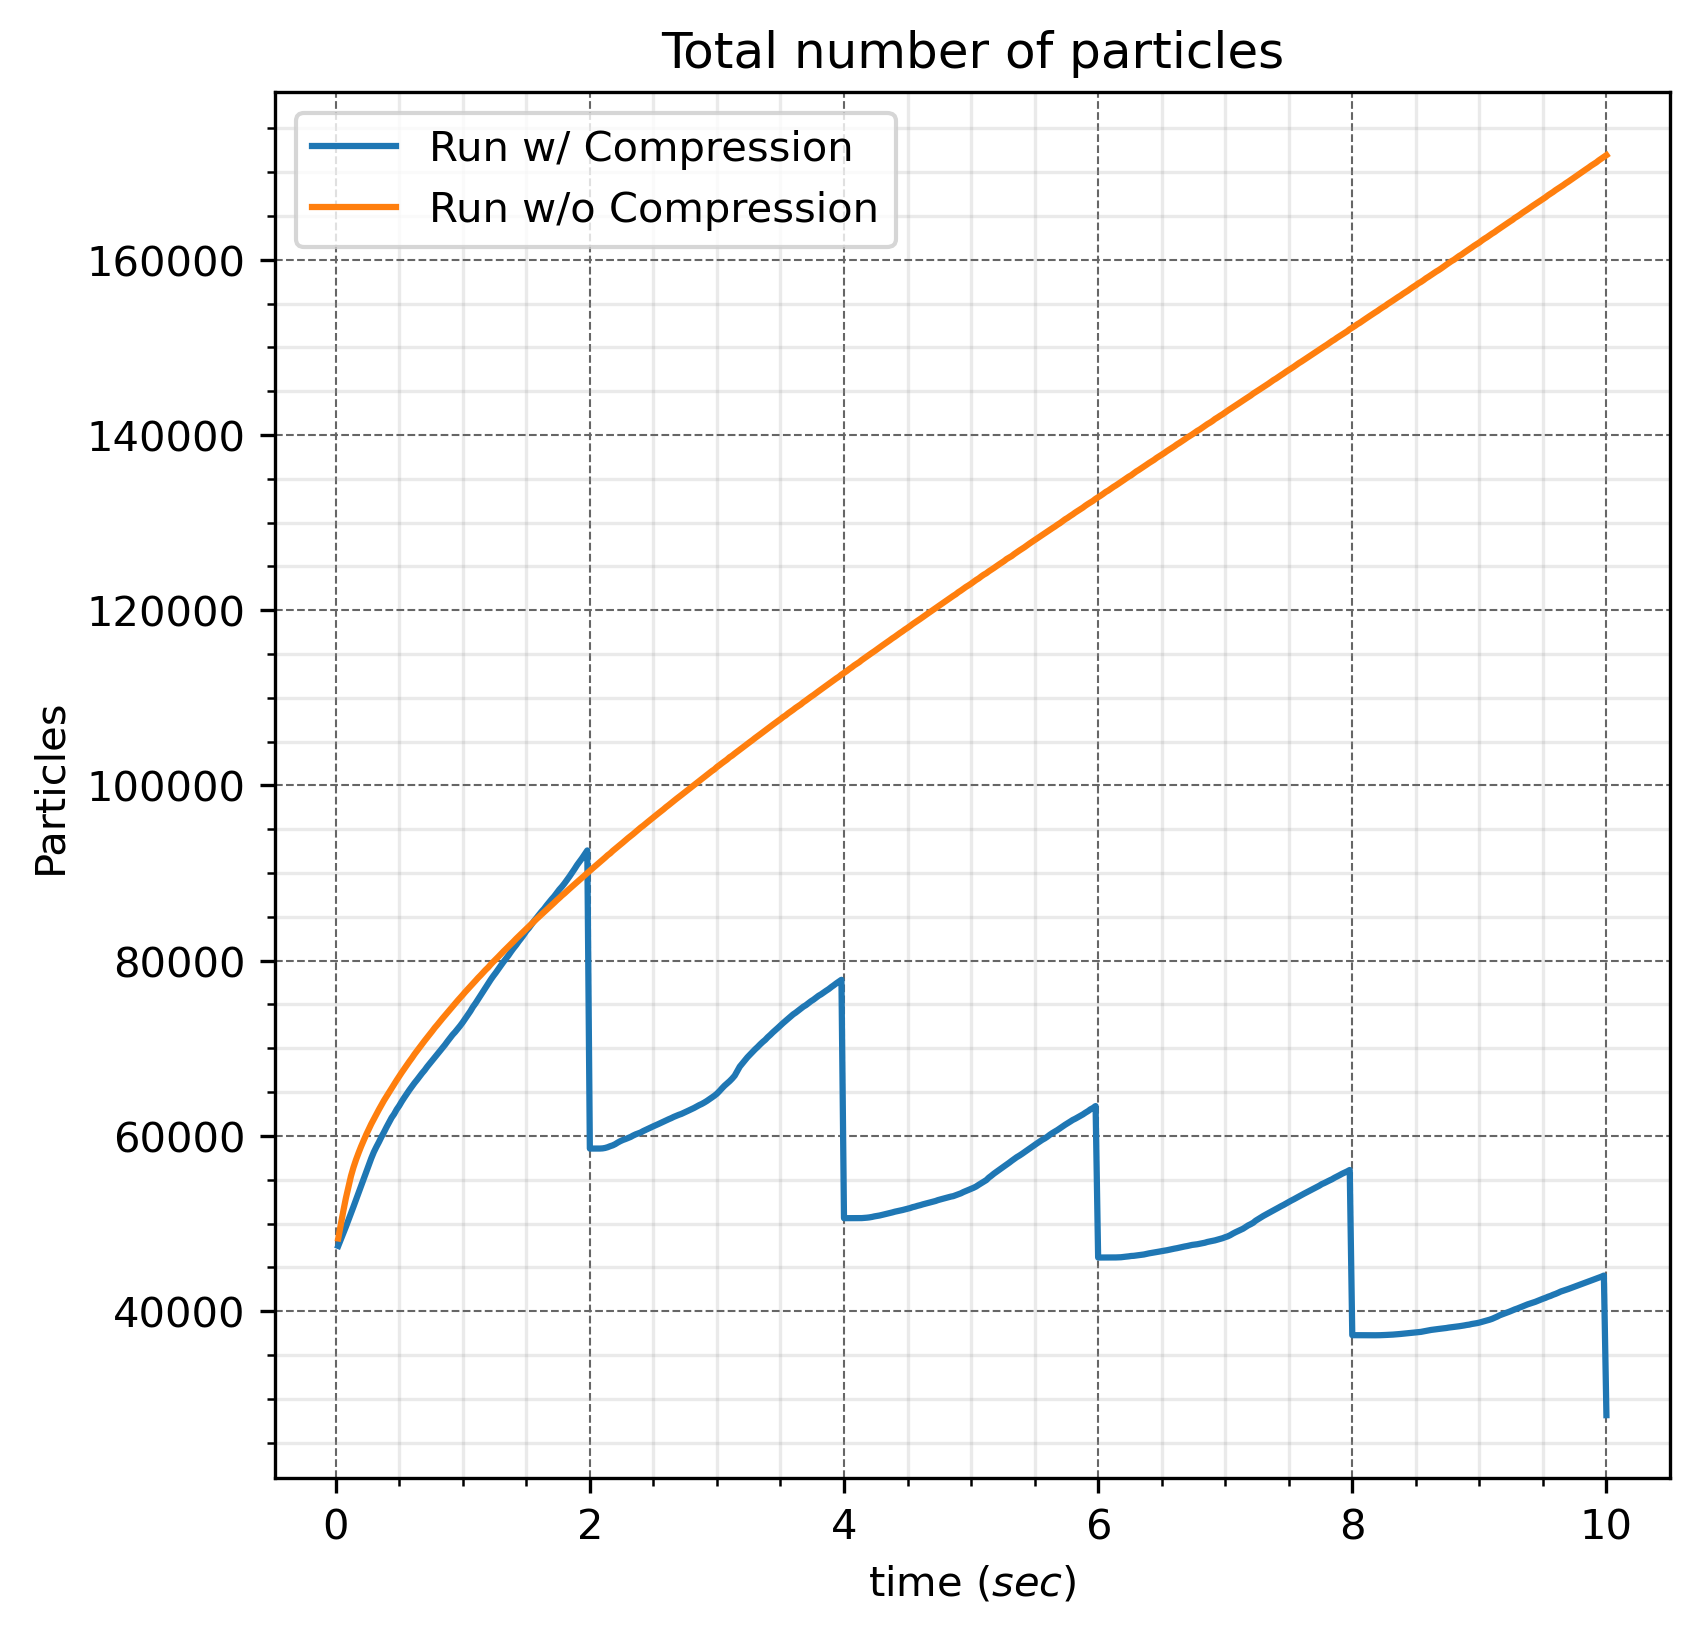 Total number of particles
Run w/ Compression
Run w/o Compression
160000
140000
120000
100000
80000
60000
40000
Particles
0 2 4 6 8 10
time (sec)